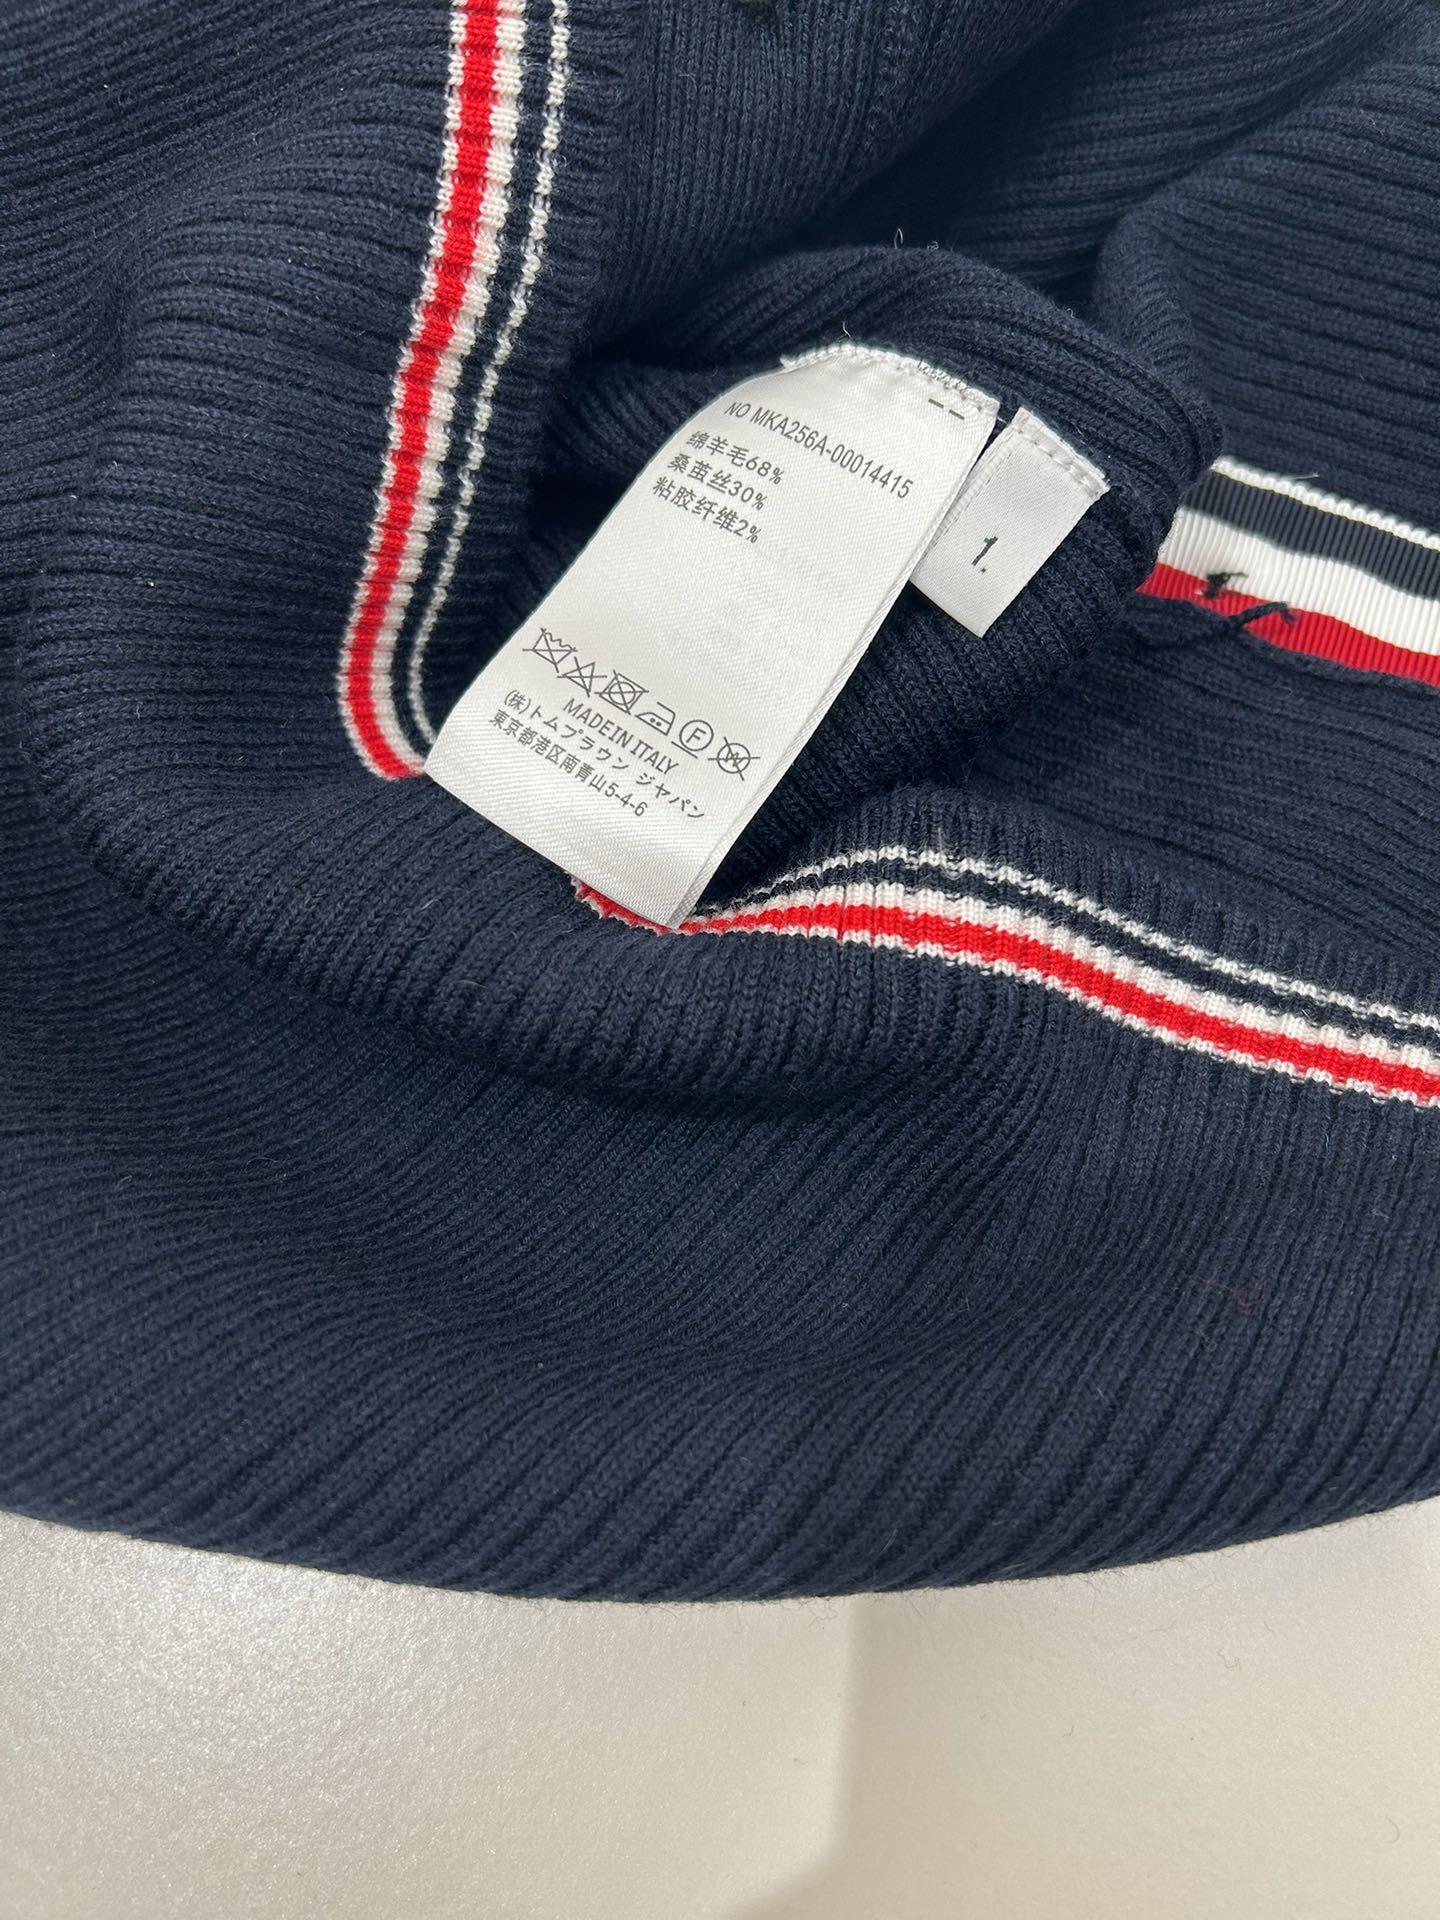 NO MKA256A-00014415
绵羊毛68%
桑蚕丝30%
粘胶纤维2%
F
W
MADE IN ITALY
(株)トムブラウン ジャパン
東京都港区南青山5-4-6
1.